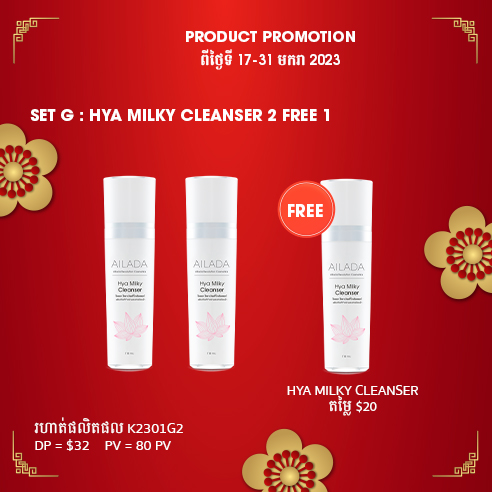 PRODUCT PROMOTION
ពីថ្ងៃទី 17-31 មករា 2023
SET G : HYA MILKY CLEANSER 2 FREE 1
FREE
AILADA
Hya Milky
Cleanser
AILADA
Hya Milky
Cleanser
AILADA
Hya Milky
Cleanser
HYA MILKY CLEANSER
តម្លៃ $20
រហាត់ផលិតផល K2301G2
DP = $32 PV = 80 PV